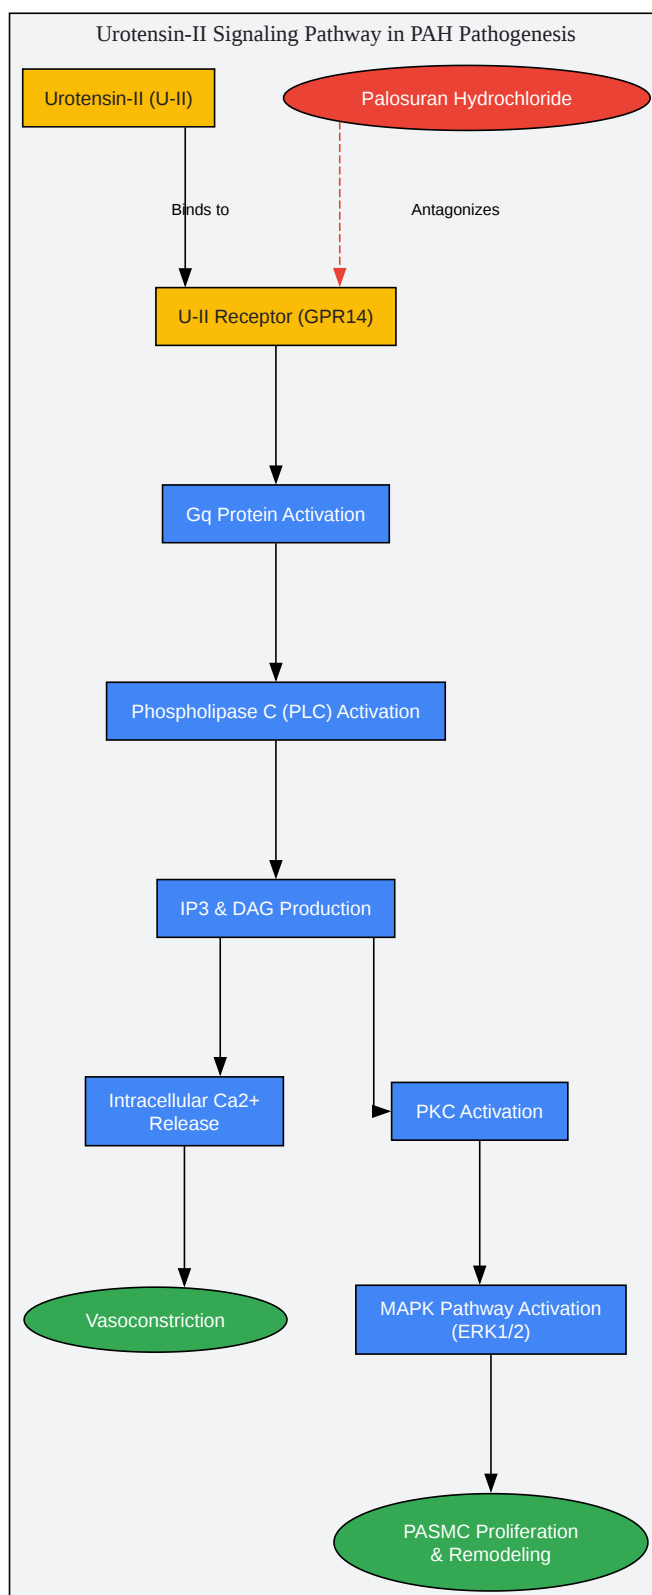 Urotensin-II Signaling Pathway in PAH Pathogenesis
Urotensin-II (U-II)
Palosuran Hydrochloride
Binds to
Antagonizes
U-II Receptor (GPR14)
Gq Protein Activation
Phospholipase C (PLC) Activation
IP3 & DAG Production
Intracellular Ca2+
Release
PKC Activation
Vasoconstriction
MAPK Pathway Activation
(ERK1/2)
PASMC Proliferation
& Remodeling